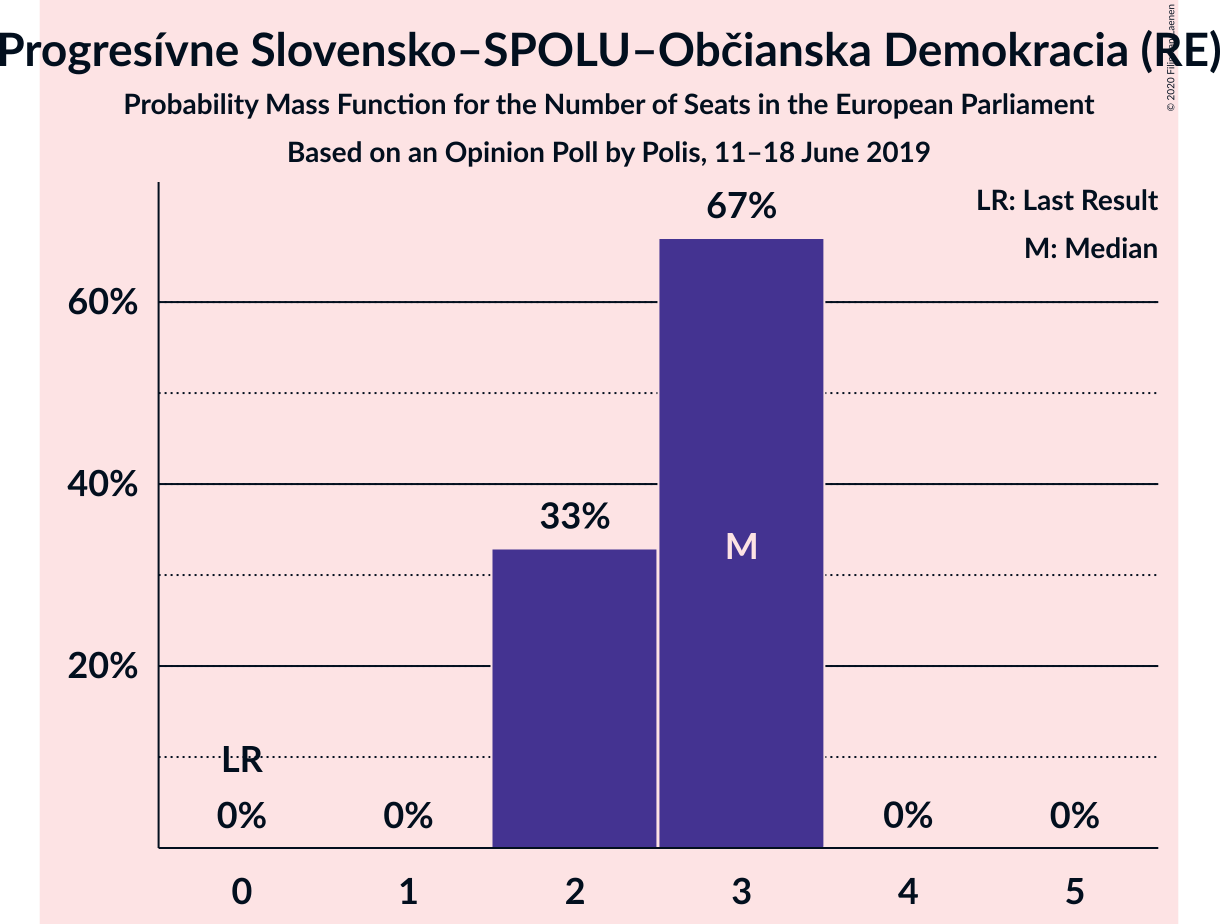 Progresívne Slovensko–SPOLU–Občianska Demokracia (RE)
Probability Mass Function for the Number of Seats in the European Parliament
Based on an Opinion Poll by Polis, 11–18 June 2019
© 2020 Laenen
LR: Last Result
M: Median
67%
60%
40%
33%
M
20%
LR
0% 0% 0% 0%
0 1 2 3 4 5